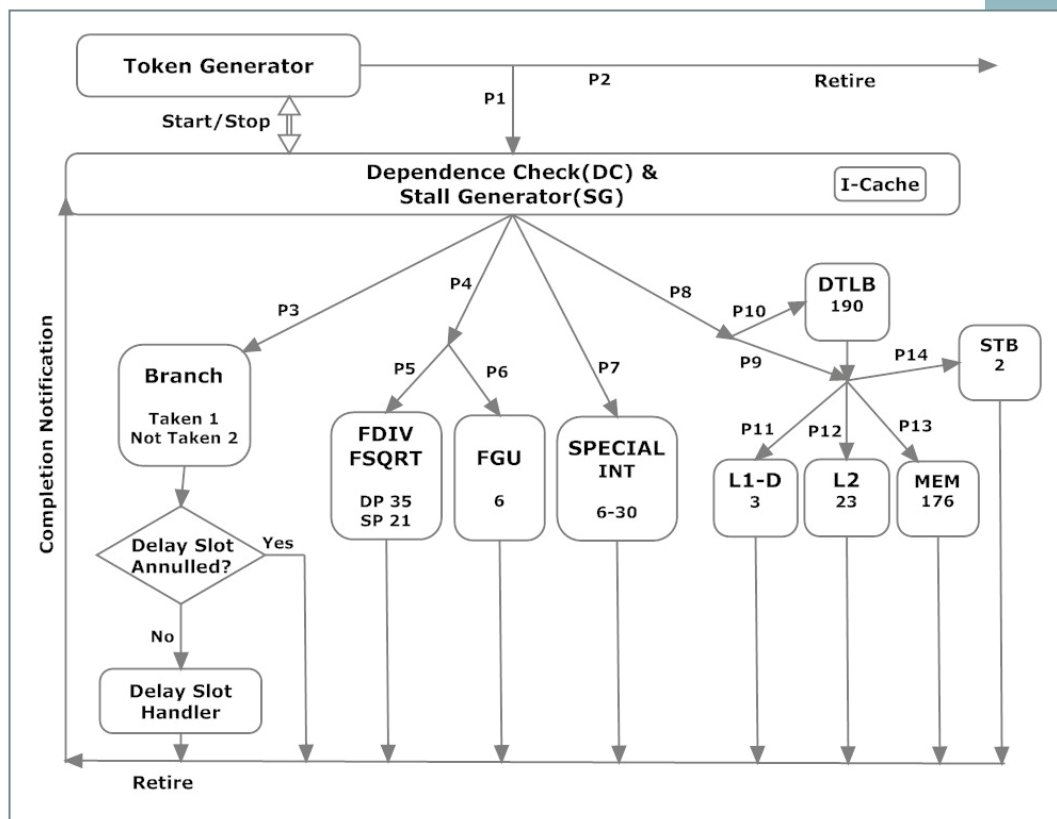 Token Generator
P2
Retire
P1
Start/Stop
Dependence Check(DC) &
Stall Generator(SG)
I-Cache
Completion Notification
P3
P4
P8
P10
DTLB
190
P9
P14
STB
2
Branch
Taken 1
Not Taken 2
P5
P6
P7
FDIV
FSQRT
DP 35
SP 21
FGU
6
SPECIAL
INT
6-30
P11
P12
P13
L1-D
3
L2
23
MEM
176
Delay Slot
Annulled?
Yes
No
Delay Slot
Handler
Retire